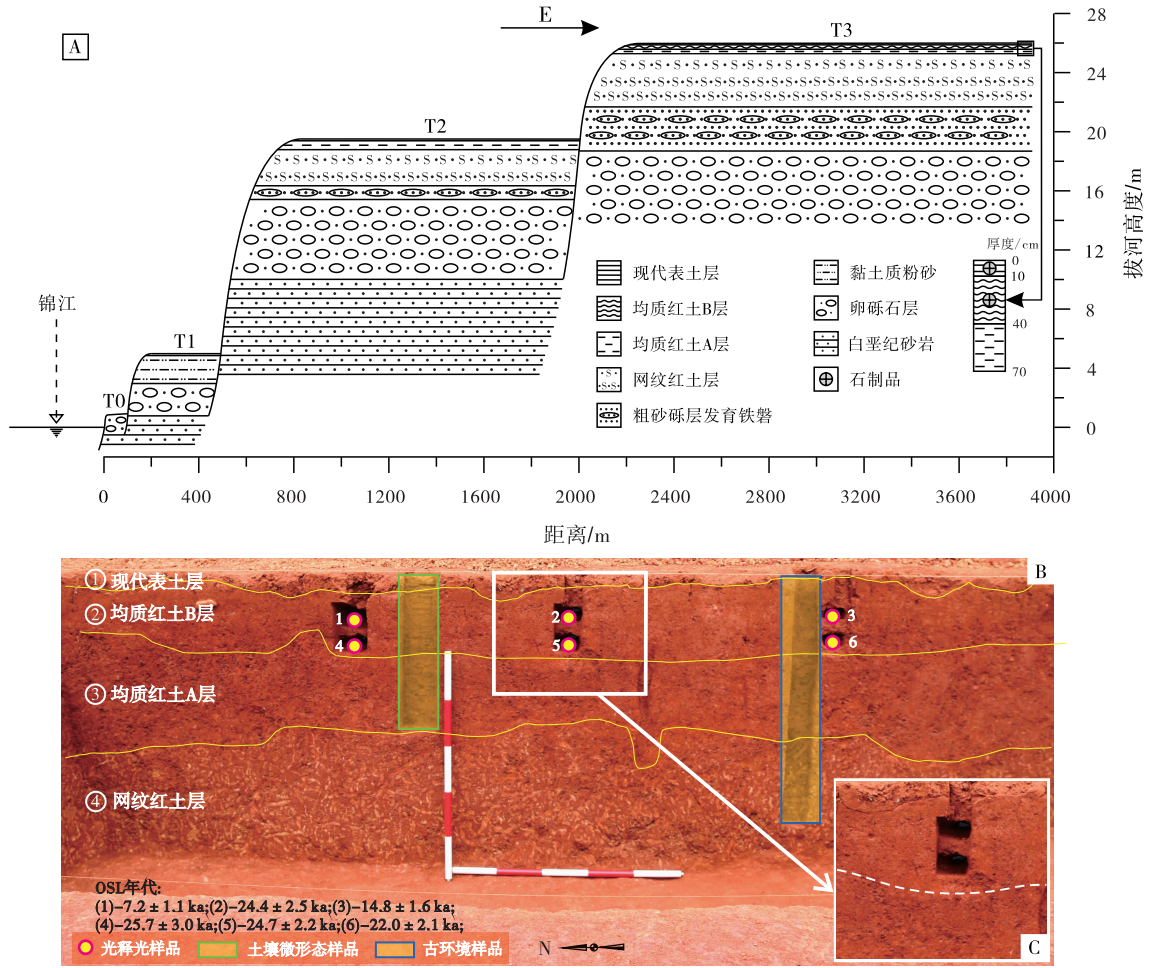 A
E
T3
T2
T1
T0
锦江
28
24
20
16
12
8
4
0
拔河高度/m
厚度/cm
0
10
40
70
现代表土层
均质红土B层
均质红土A层
网纹红土层
粗砂砾层发育铁磐
黏土质粉砂
卵砾石层
白垩纪砂岩
石制品
0 400 800 1200 1600 2000 2400 2800 3200 3600 4000
距离/m
B
① 现代表土层
② 均质红土B层
③ 均质红土A层
④ 网纹红土层
1
4
2
5
3
6
OSL年代:
(1)–7.2 ± 1.1 ka;(2)–24.4 ± 2.5 ka;(3)–14.8 ± 1.6 ka;
(4)–25.7 ± 3.0 ka;(5)–24.7 ± 2.2 ka;(6)–22.0 ± 2.1 ka;
光释光样品 土壤微形态样品 古环境样品
N
C